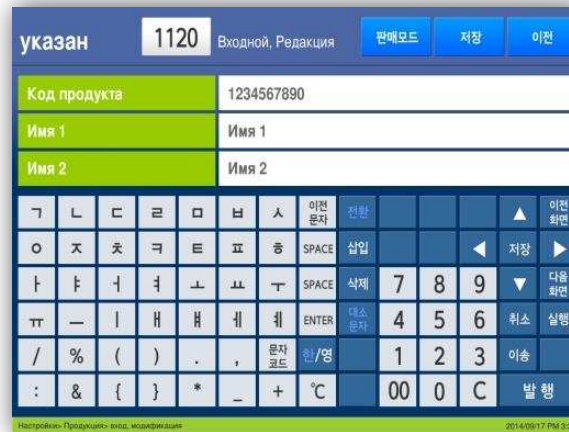 указан 1120 Входной, Редакция 판매모드 저장 이전
Код продукта 1234567890
Имя 1 Имя 1
Имя 2 Имя 2
ㄱ ㄴ ㄷ ㄹ ㅁ ㅂ ㅅ 이전 문자 전환 ▲ 이전 화면
ㅇ ㅈ ㅊ ㅋ ㅌ ㅍ ㅎ SPACE 삽입 ◀ 저장 ▶
ㅏ ㅑ ㅓ ㅕ ㅗ ㅛ ㅜ SPACE 삭제 7 8 9 ▼ 다음 화면
ㅠ ㅡ ㅣ ㅐ ㅒ ㅔ ㅖ ENTER 대소 문자 4 5 6 취소 실행
/ % ( ) . , 문자 코드 한/영 1 2 3 이송
: & { } * _ + ℃ 00 0 C 발 행
Настройки> Продукция> вход, модификация 2014/09/17 PM